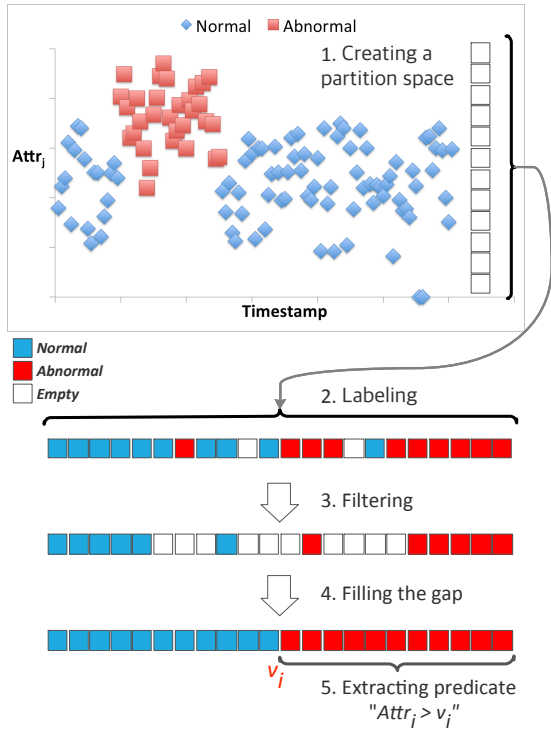 Normal Abnormal
1. Creating a
partition space
Attrj
Timestamp
Normal
Abnormal
Empty
2. Labeling
3. Filtering
4. Filling the gap
vi
5. Extracting predicate
"Attri > vi"